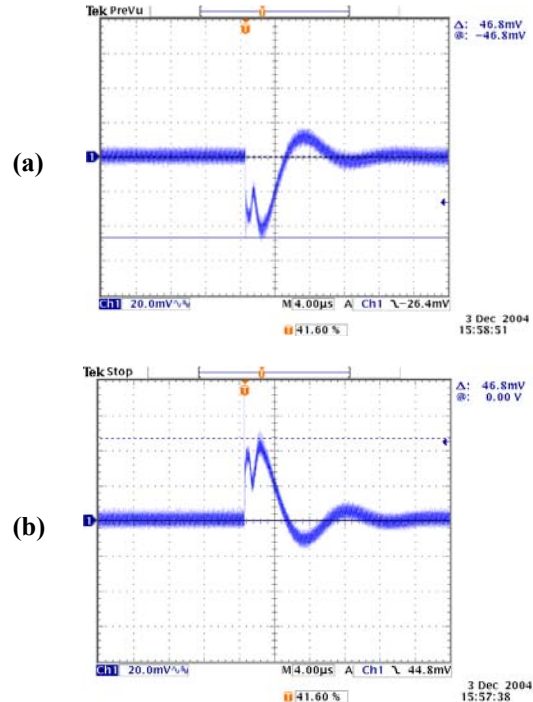 Tek PreVu
T
Δ: 46.8mV
@: −46.8mV
(a)
1
Ch1 20.0mV∿ M 4.00μs A Ch1 ∖ −26.4mV
3 Dec 2004
T 41.60 %
15:58:51
Tek Stop
T
Δ: 46.8mV
@: 0.00 V
(b)
1
Ch1 20.0mV∿ M 4.00μs A Ch1 ∖ 44.8mV
3 Dec 2004
T 41.60 %
15:57:38